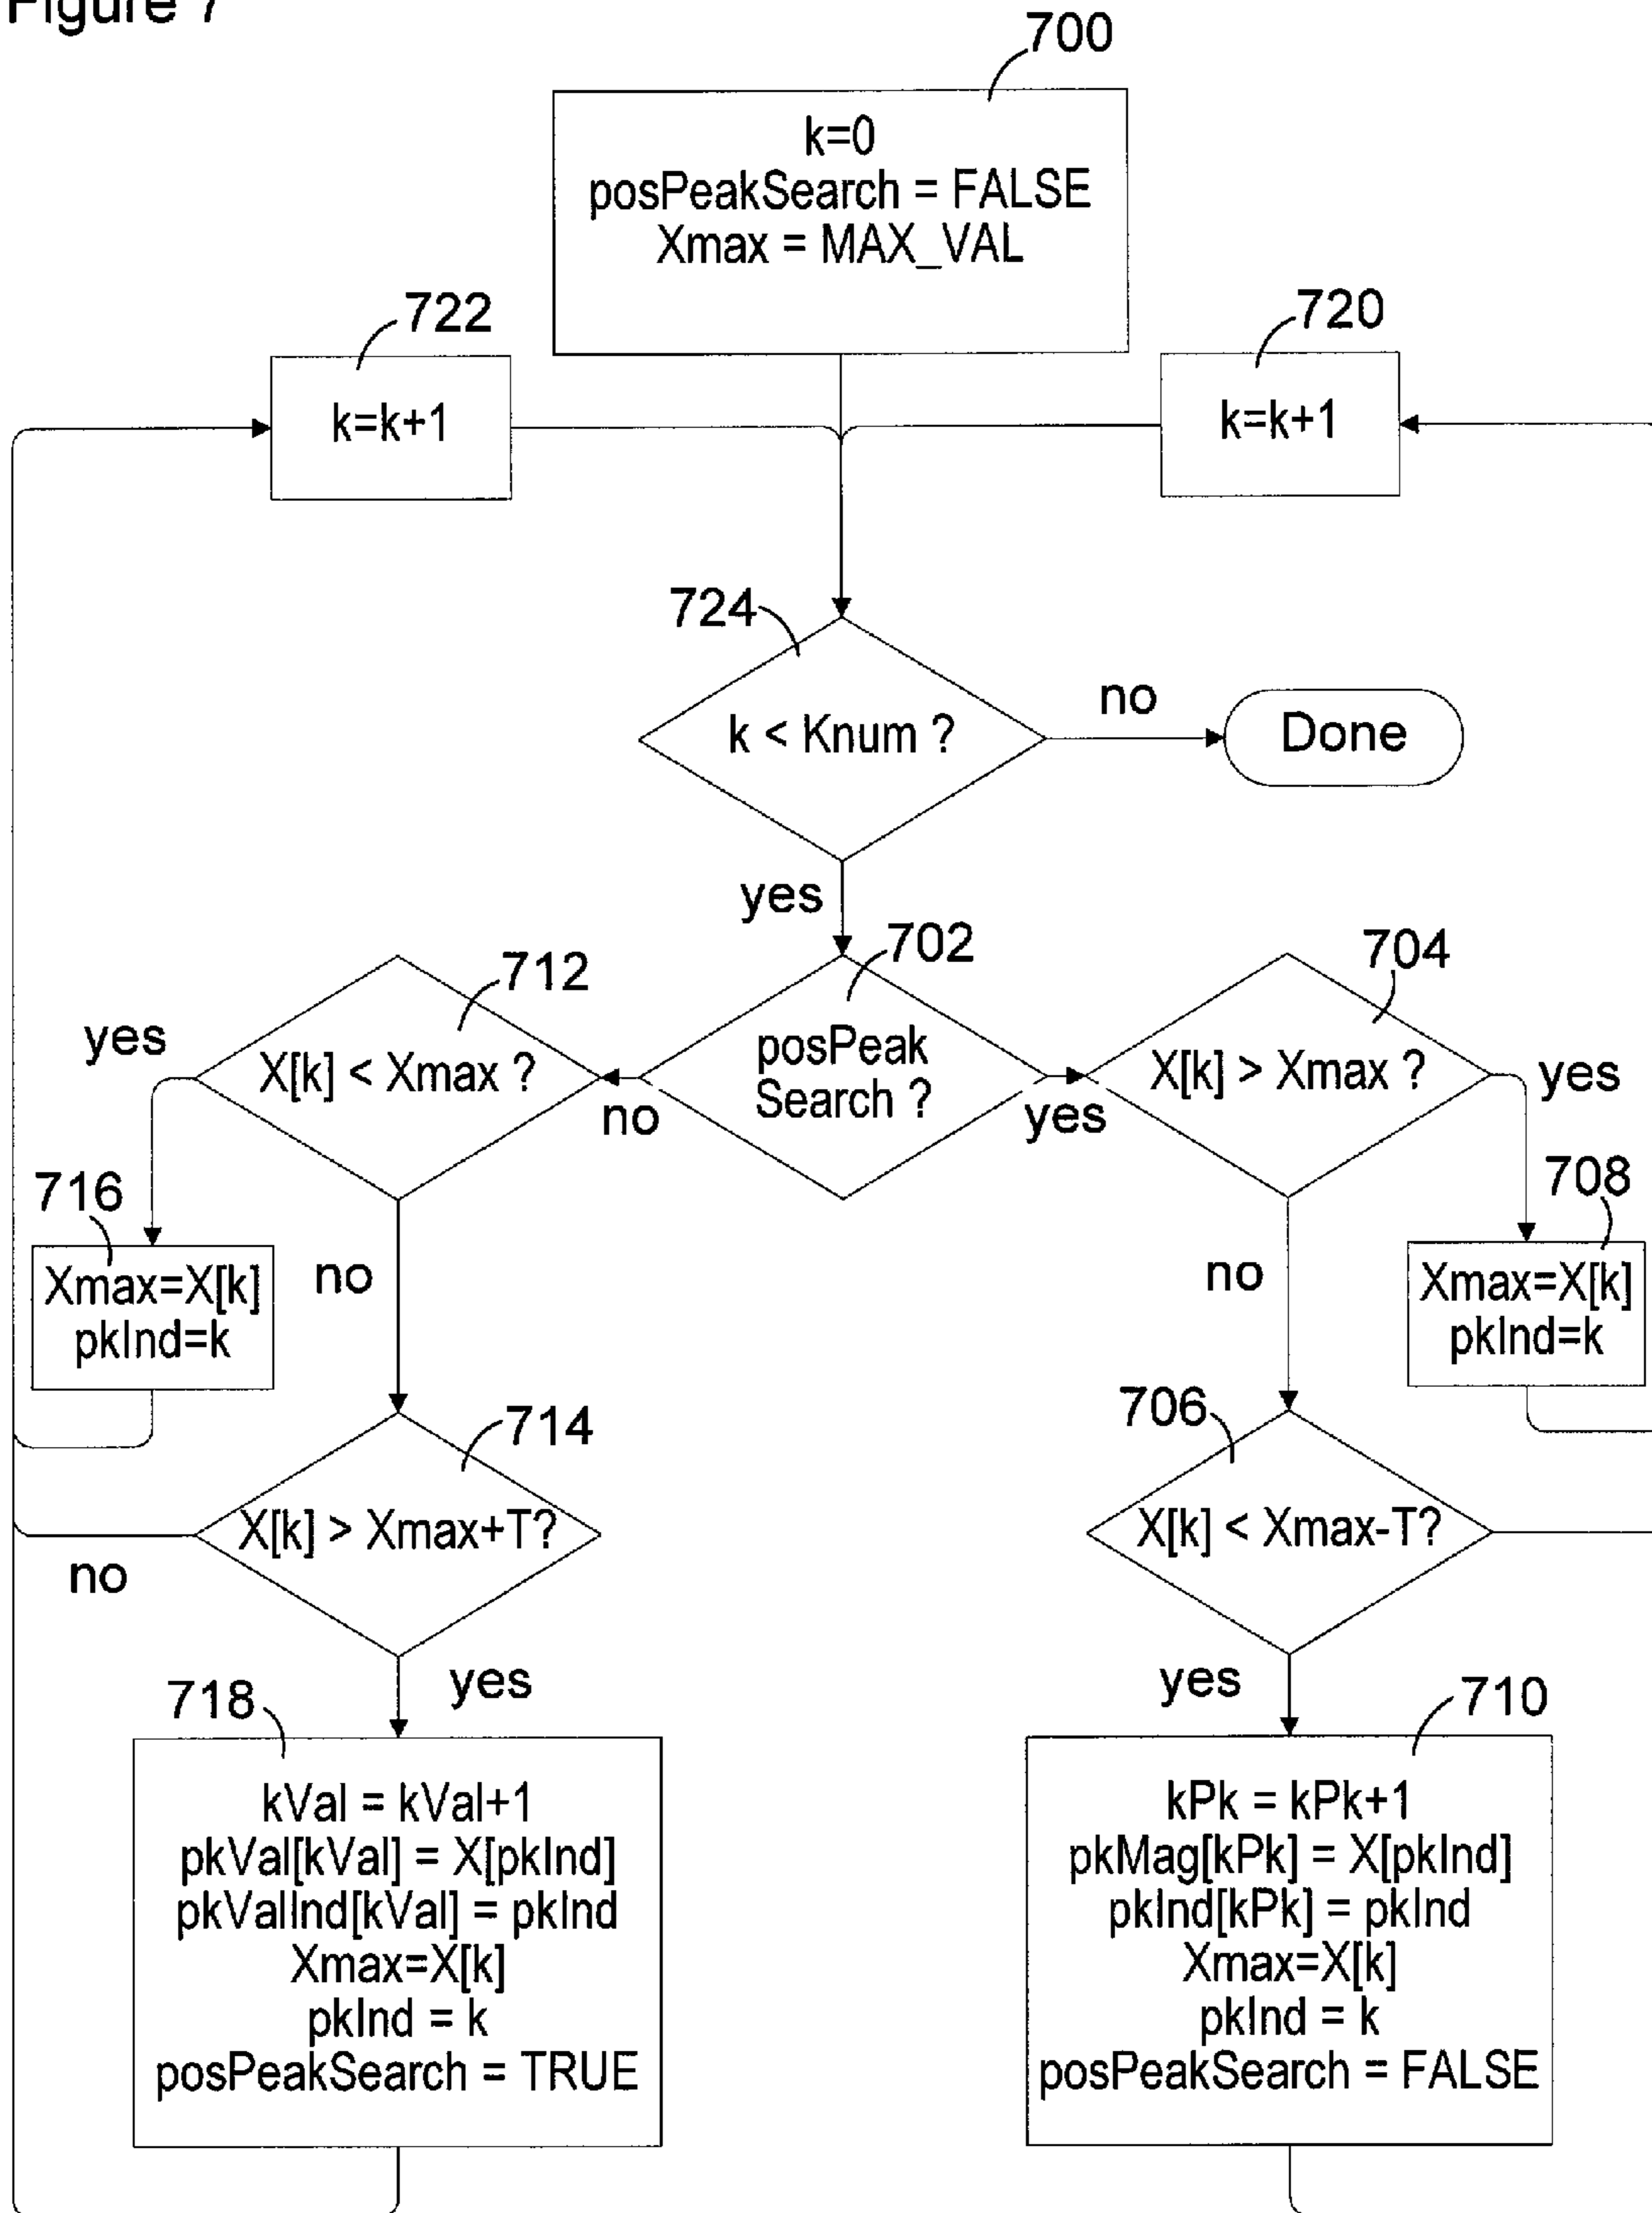 Figure 7
700
k=0
posPeakSearch = FALSE
Xmax = MAX_VAL
722
k=k+1
720
k=k+1
724
k < Knum ?
no
Done
yes
702
posPeak
Search ?
no
yes
712
X[k] < Xmax ?
yes
no
704
X[k] > Xmax ?
yes
no
716
Xmax=X[k]
pkInd=k
708
Xmax=X[k]
pkInd=k
714
X[k] > Xmax+T?
no
yes
706
X[k] < Xmax-T?
yes
718
kVal = kVal+1
pkVal[kVal] = X[pkInd]
pkValInd[kVal] = pkInd
Xmax=X[k]
pkInd = k
posPeakSearch = TRUE
710
kPk = kPk+1
pkMag[kPk] = X[pkInd]
pkInd[kPk] = pkInd
Xmax=X[k]
pkInd = k
posPeakSearch = FALSE